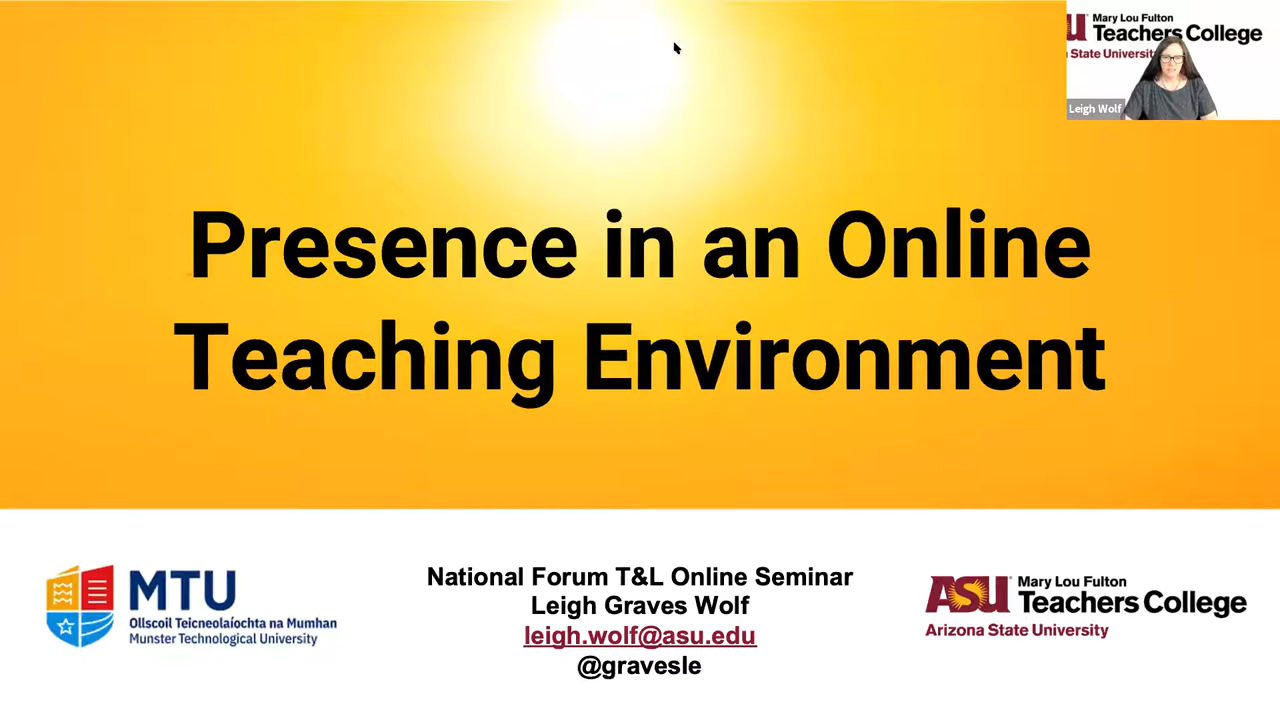 Mary Lou Fulton
Teachers College
State University
Leigh Wolf
Presence in an Online
Teaching Environment
MTU
Ollscoil Teicneolaíochta na Mumhan
Munster Technological University
National Forum T&L Online Seminar
Leigh Graves Wolf
leigh.wolf@asu.edu
@gravesle
ASU
Mary Lou Fulton
Teachers College
Arizona State University